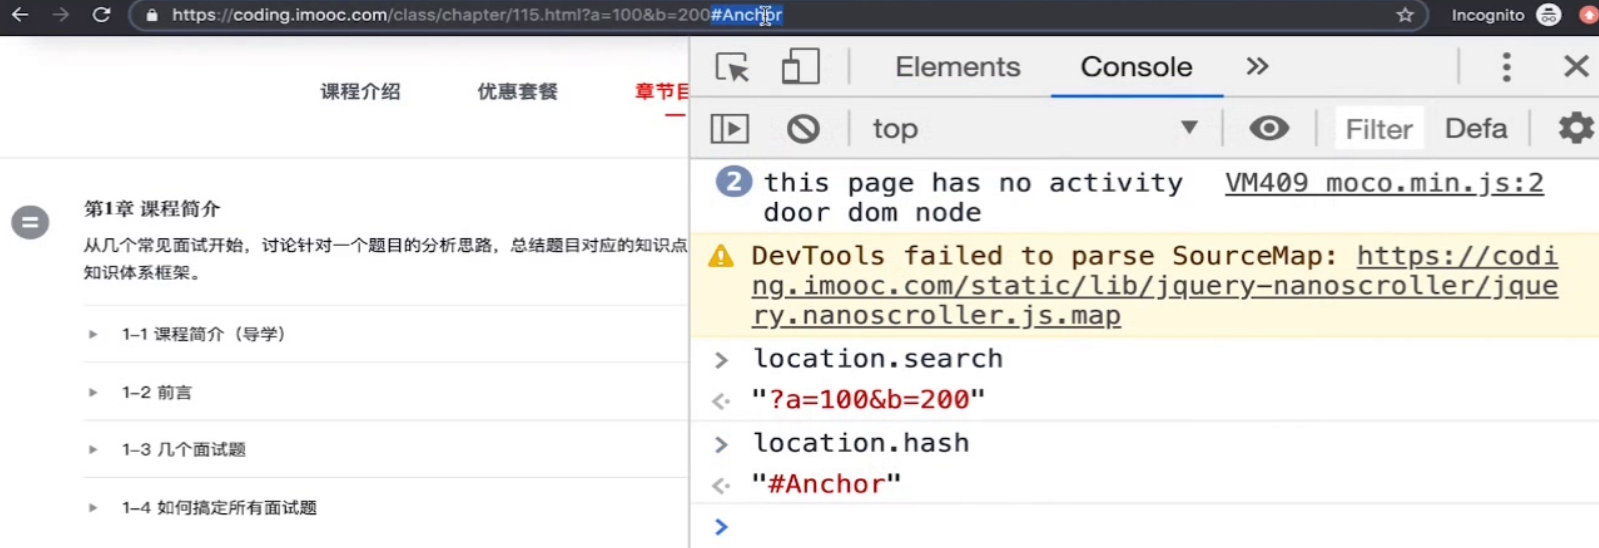 https://coding.imooc.com/class/chapter/115.html?a=100&b=200#Anchor
Incognito
课程介绍
优惠套餐
章节目
第1章 课程简介
从几个常见面试开始，讨论针对一个题目的分析思路，总结题目对应的知识点
知识体系框架。
1-1 课程简介（导学）
1-2 前言
1-3 几个面试题
1-4 如何搞定所有面试题
Elements
Console
top
Filter
Defa
2 this page has no activity VM409 moco.min.js:2
door dom node
DevTools failed to parse SourceMap: https://codi
ng.imooc.com/static/lib/jquery-nanoscroller/jque
ry.nanoscroller.js.map
> location.search
"?a=100&b=200"
> location.hash
"#Anchor"
>